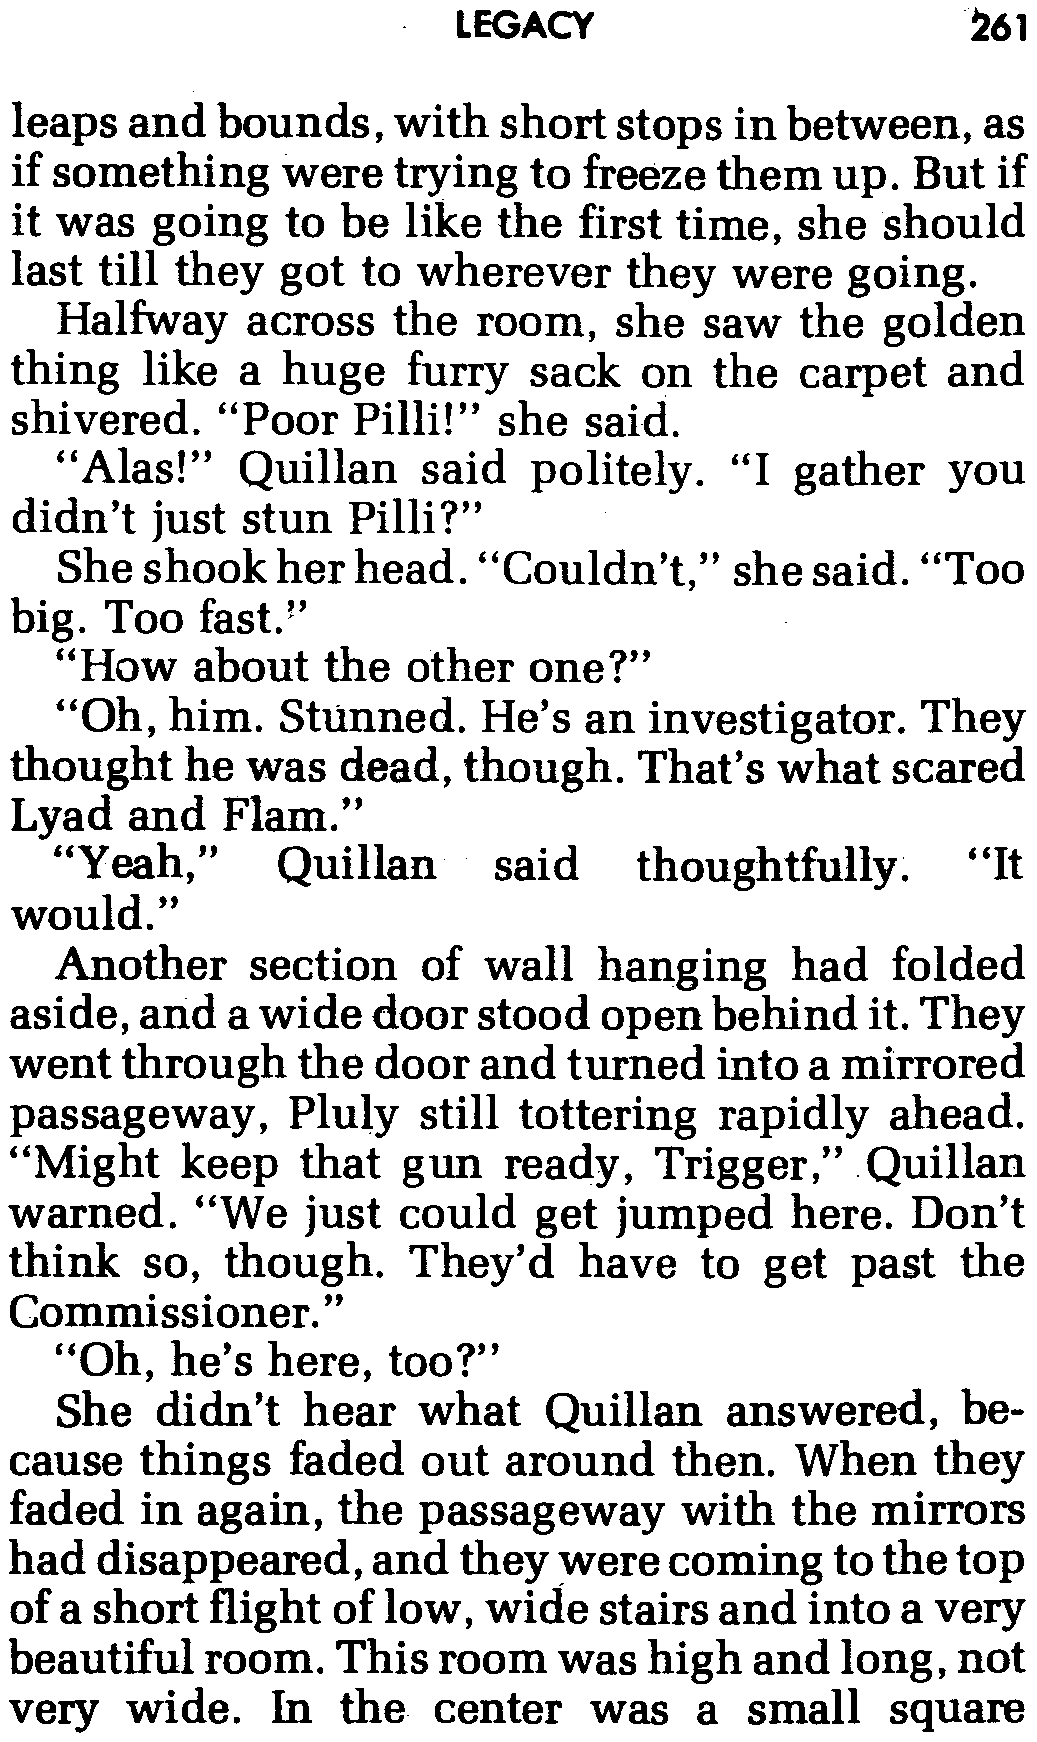 LEGACY 261
leaps and bounds, with short stops in between, as
if something were trying to freeze them up. But if
it was going to be like the first time, she should
last till they got to wherever they were going.
Halfway across the room, she saw the golden
thing like a huge furry sack on the carpet and
shivered. “Poor Pilli!” she said.
“Alas!” Quillan said politely. “I gather you
didn't just stun Pilli?”
She shook her head. “Couldn't,” she said. “Too
big. Too fast.”
“How about the other one?”
“Oh, him. Stunned. He's an investigator. They
thought he was dead, though. That's what scared
Lyad and Flam.”
“Yeah,” Quillan said thoughtfully. “It
would.”
Another section of wall hanging had folded
aside, and a wide door stood open behind it. They
went through the door and turned into a mirrored
passageway, Pluly still tottering rapidly ahead.
“Might keep that gun ready, Trigger,” Quillan
warned. “We just could get jumped here. Don't
think so, though. They'd have to get past the
Commissioner.”
“Oh, he's here, too?”
She didn't hear what Quillan answered, be-
cause things faded out around then. When they
faded in again, the passageway with the mirrors
had disappeared, and they were coming to the top
of a short flight of low, wide stairs and into a very
beautiful room. This room was high and long, not
very wide. In the center was a small square